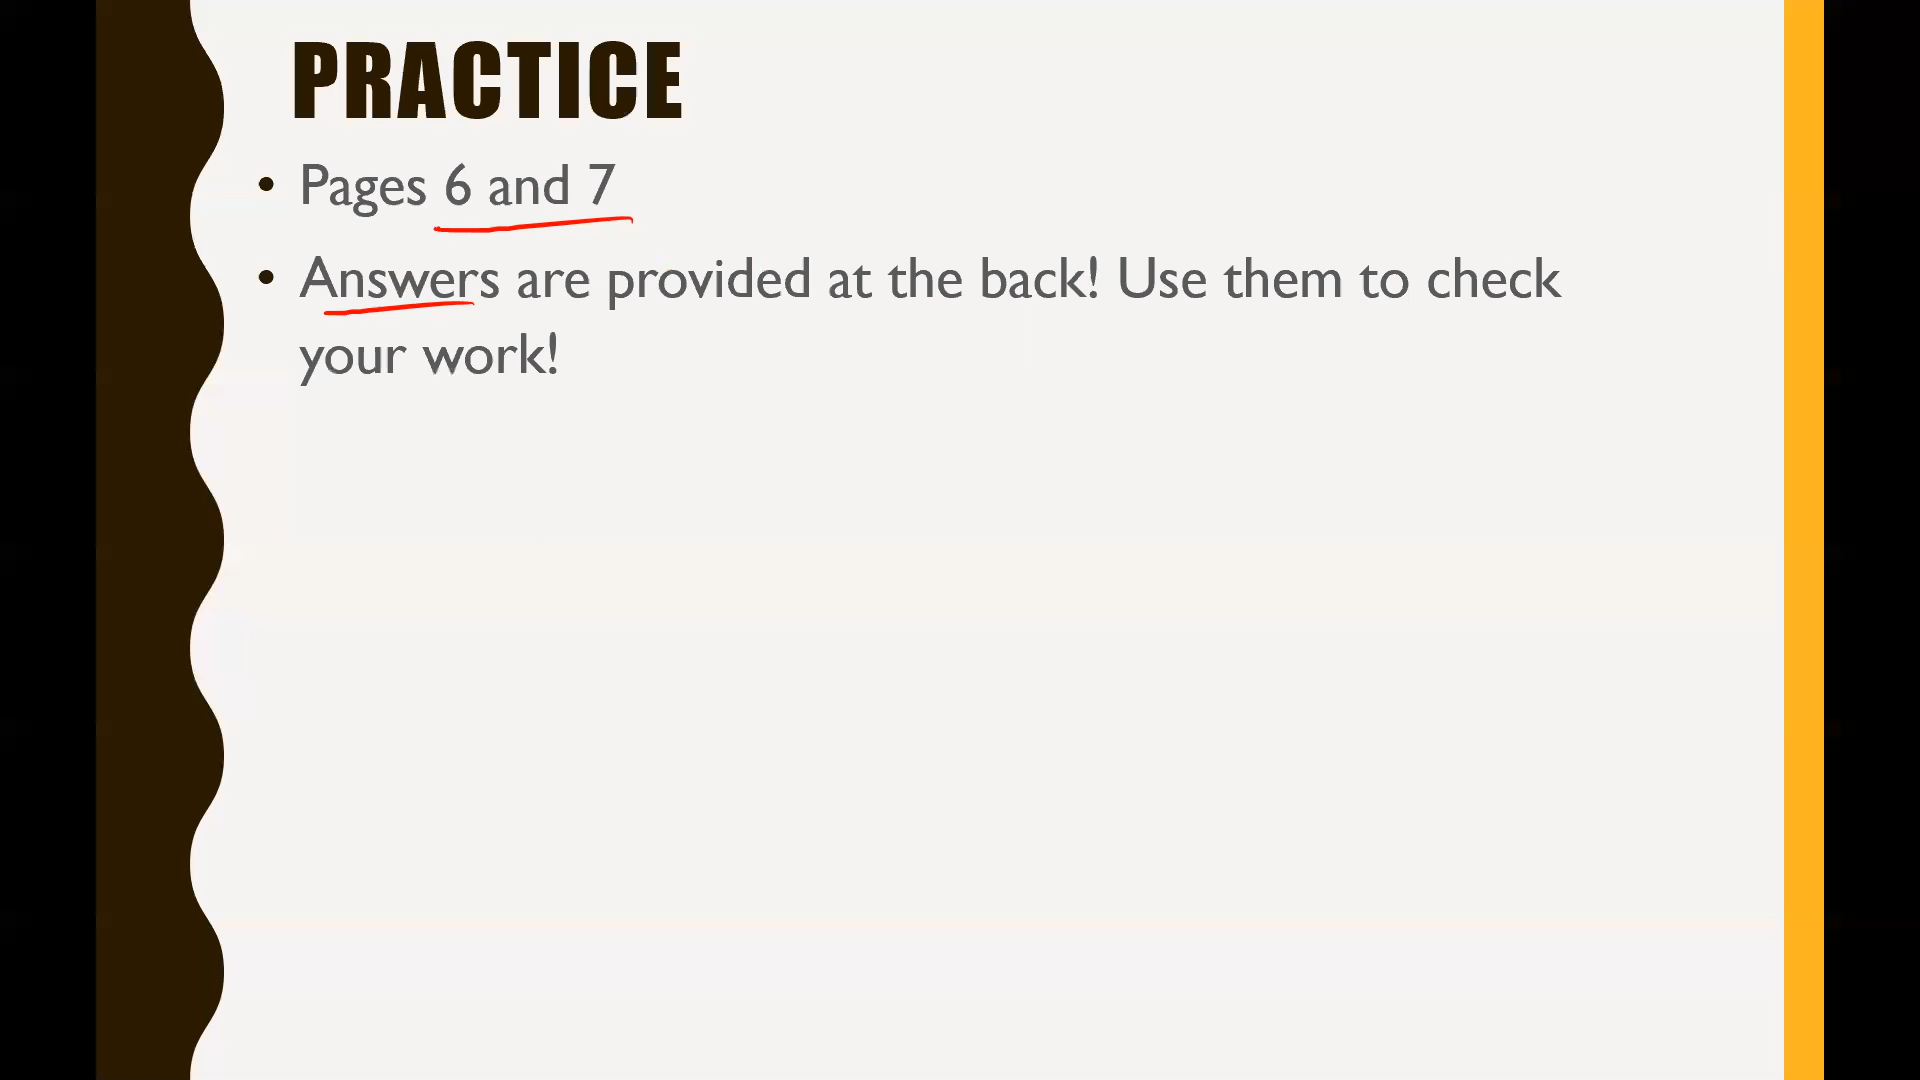 PRACTICE
• Pages 6 and 7
• Answers are provided at the back! Use them to check
your work!